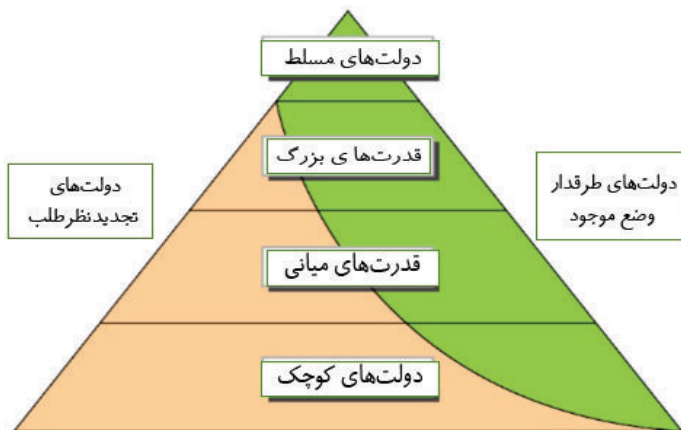 دولت‌های مسلط
قدرت‌ها ی بزرگ
دولت‌های طرفدار
وضع موجود
دولت‌های
تجدیدنظرطلب
قدرت‌های میانی
دولت‌های کوچک